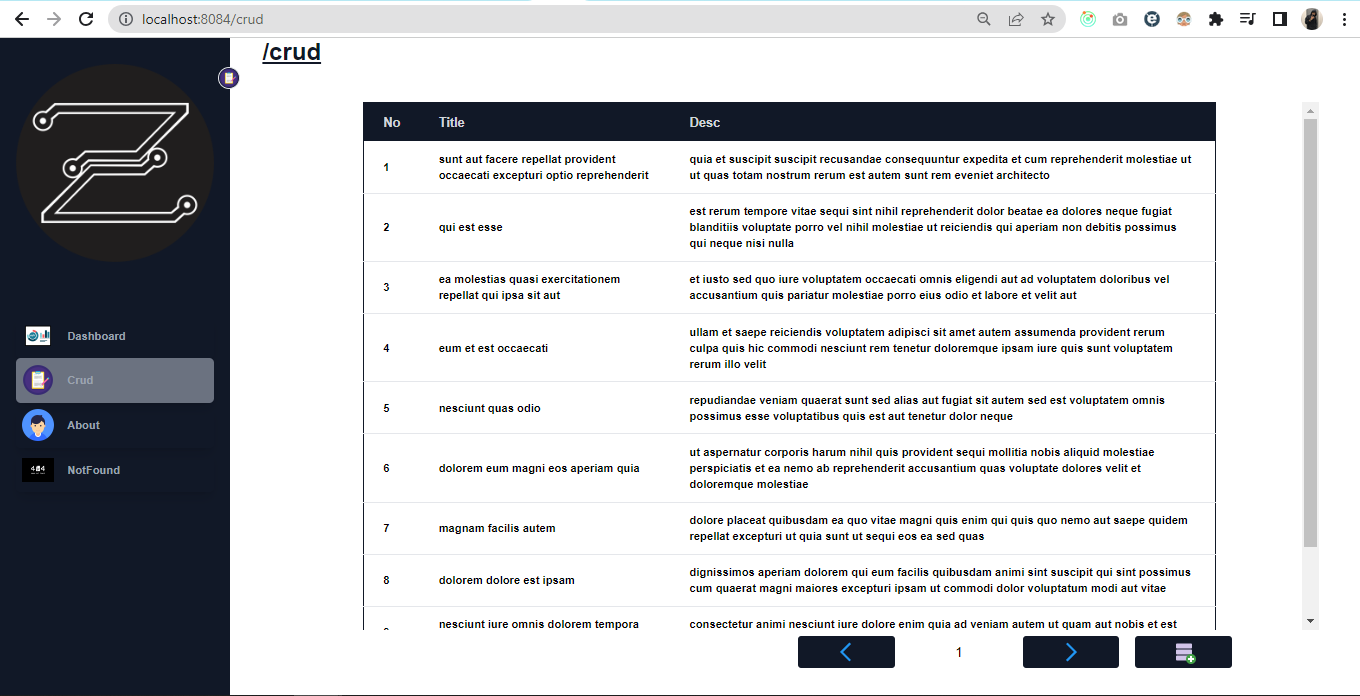 localhost:8084/crud
/crud
Dashboard
Crud
About
404
NotFound
No Title Desc
1 sunt aut facere repellat provident occaecati excepturi optio reprehenderit quia et suscipit suscipit recusandae consequuntur expedita et cum reprehenderit molestiae ut ut quas totam nostrum rerum est autem sunt rem eveniet architecto
2 qui est esse est rerum tempore vitae sequi sint nihil reprehenderit dolor beatae ea dolores neque fugiat blanditiis voluptate porro vel nihil molestiae ut reiciendis qui aperiam non debitis possimus qui neque nisi nulla
3 ea molestias quasi exercitationem repellat qui ipsa sit aut et iusto sed quo iure voluptatem occaecati omnis eligendi aut ad voluptatem doloribus vel accusantium quis pariatur molestiae porro eius odio et labore et velit aut
4 eum et est occaecati ullam et saepe reiciendis voluptatem adipisci sit amet autem assumenda provident rerum culpa quis hic commodi nesciunt rem tenetur doloremque ipsam iure quis sunt voluptatem rerum illo velit
5 nesciunt quas odio repudiandae veniam quaerat sunt sed alias aut fugiat sit autem sed est voluptatem omnis possimus esse voluptatibus quis est aut tenetur dolor neque
6 dolorem eum magni eos aperiam quia ut aspernatur corporis harum nihil quis provident sequi mollitia nobis aliquid molestiae perspiciatis et ea nemo ab reprehenderit accusantium quas voluptate dolores velit et doloremque molestiae
7 magnam facilis autem dolore placeat quibusdam ea quo vitae magni quis enim qui quis quo nemo aut saepe quidem repellat excepturi ut quia sunt ut sequi eos ea sed quas
8 dolorem dolore est ipsam dignissimos aperiam dolorem qui eum facilis quibusdam animi sint suscipit qui sint possimus cum quaerat magni maiores excepturi ipsam ut commodi dolor voluptatum modi aut vitae
nesciunt iure omnis dolorem tempora consectetur animi nesciunt iure dolore enim quia ad veniam autem ut quam aut nobis et est
1